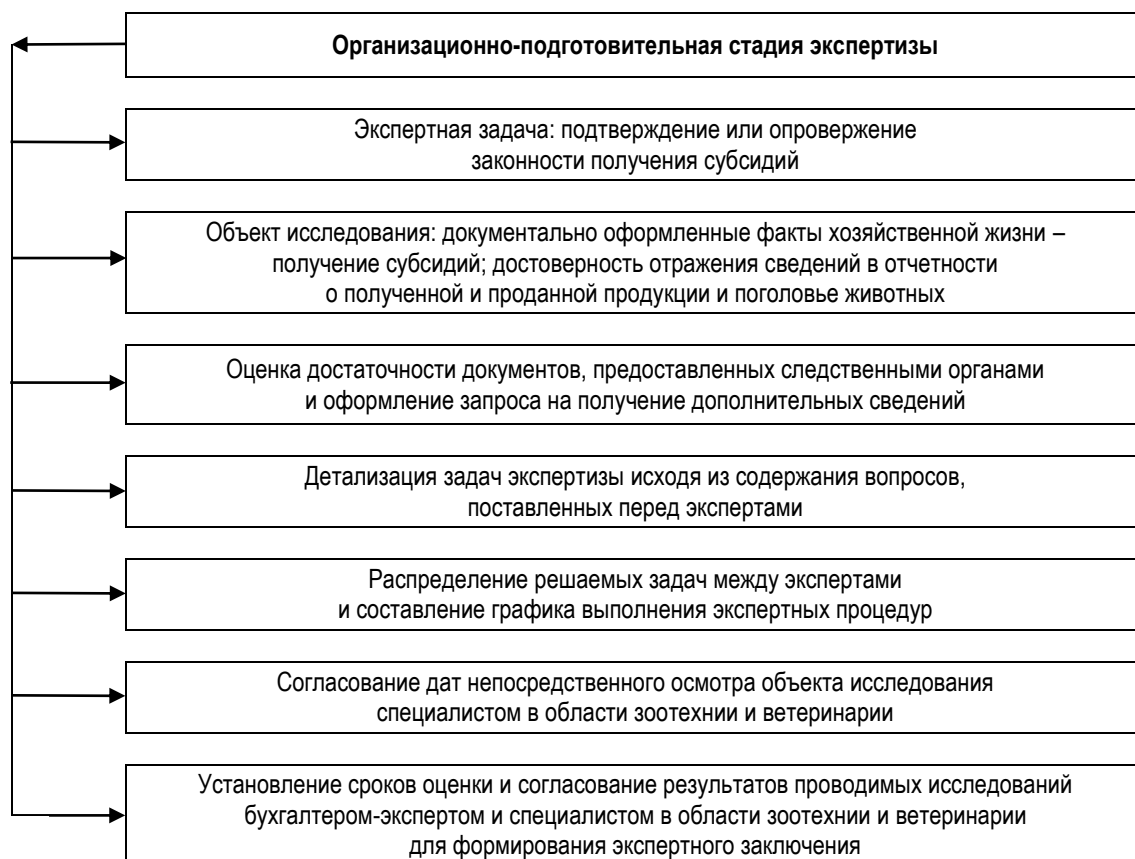 Организационно-подготовительная стадия экспертизы
Экспертная задача: подтверждение или опровержение
законности получения субсидий
Объект исследования: документально оформленные факты хозяйственной жизни –
получение субсидий; достоверность отражения сведений в отчетности
о полученной и проданной продукции и поголовье животных
Оценка достаточности документов, предоставленных следственными органами
и оформление запроса на получение дополнительных сведений
Детализация задач экспертизы исходя из содержания вопросов,
поставленных перед экспертами
Распределение решаемых задач между экспертами
и составление графика выполнения экспертных процедур
Согласование дат непосредственного осмотра объекта исследования
специалистом в области зоотехнии и ветеринарии
Установление сроков оценки и согласование результатов проводимых исследований
бухгалтером-экспертом и специалистом в области зоотехнии и ветеринарии
для формирования экспертного заключения